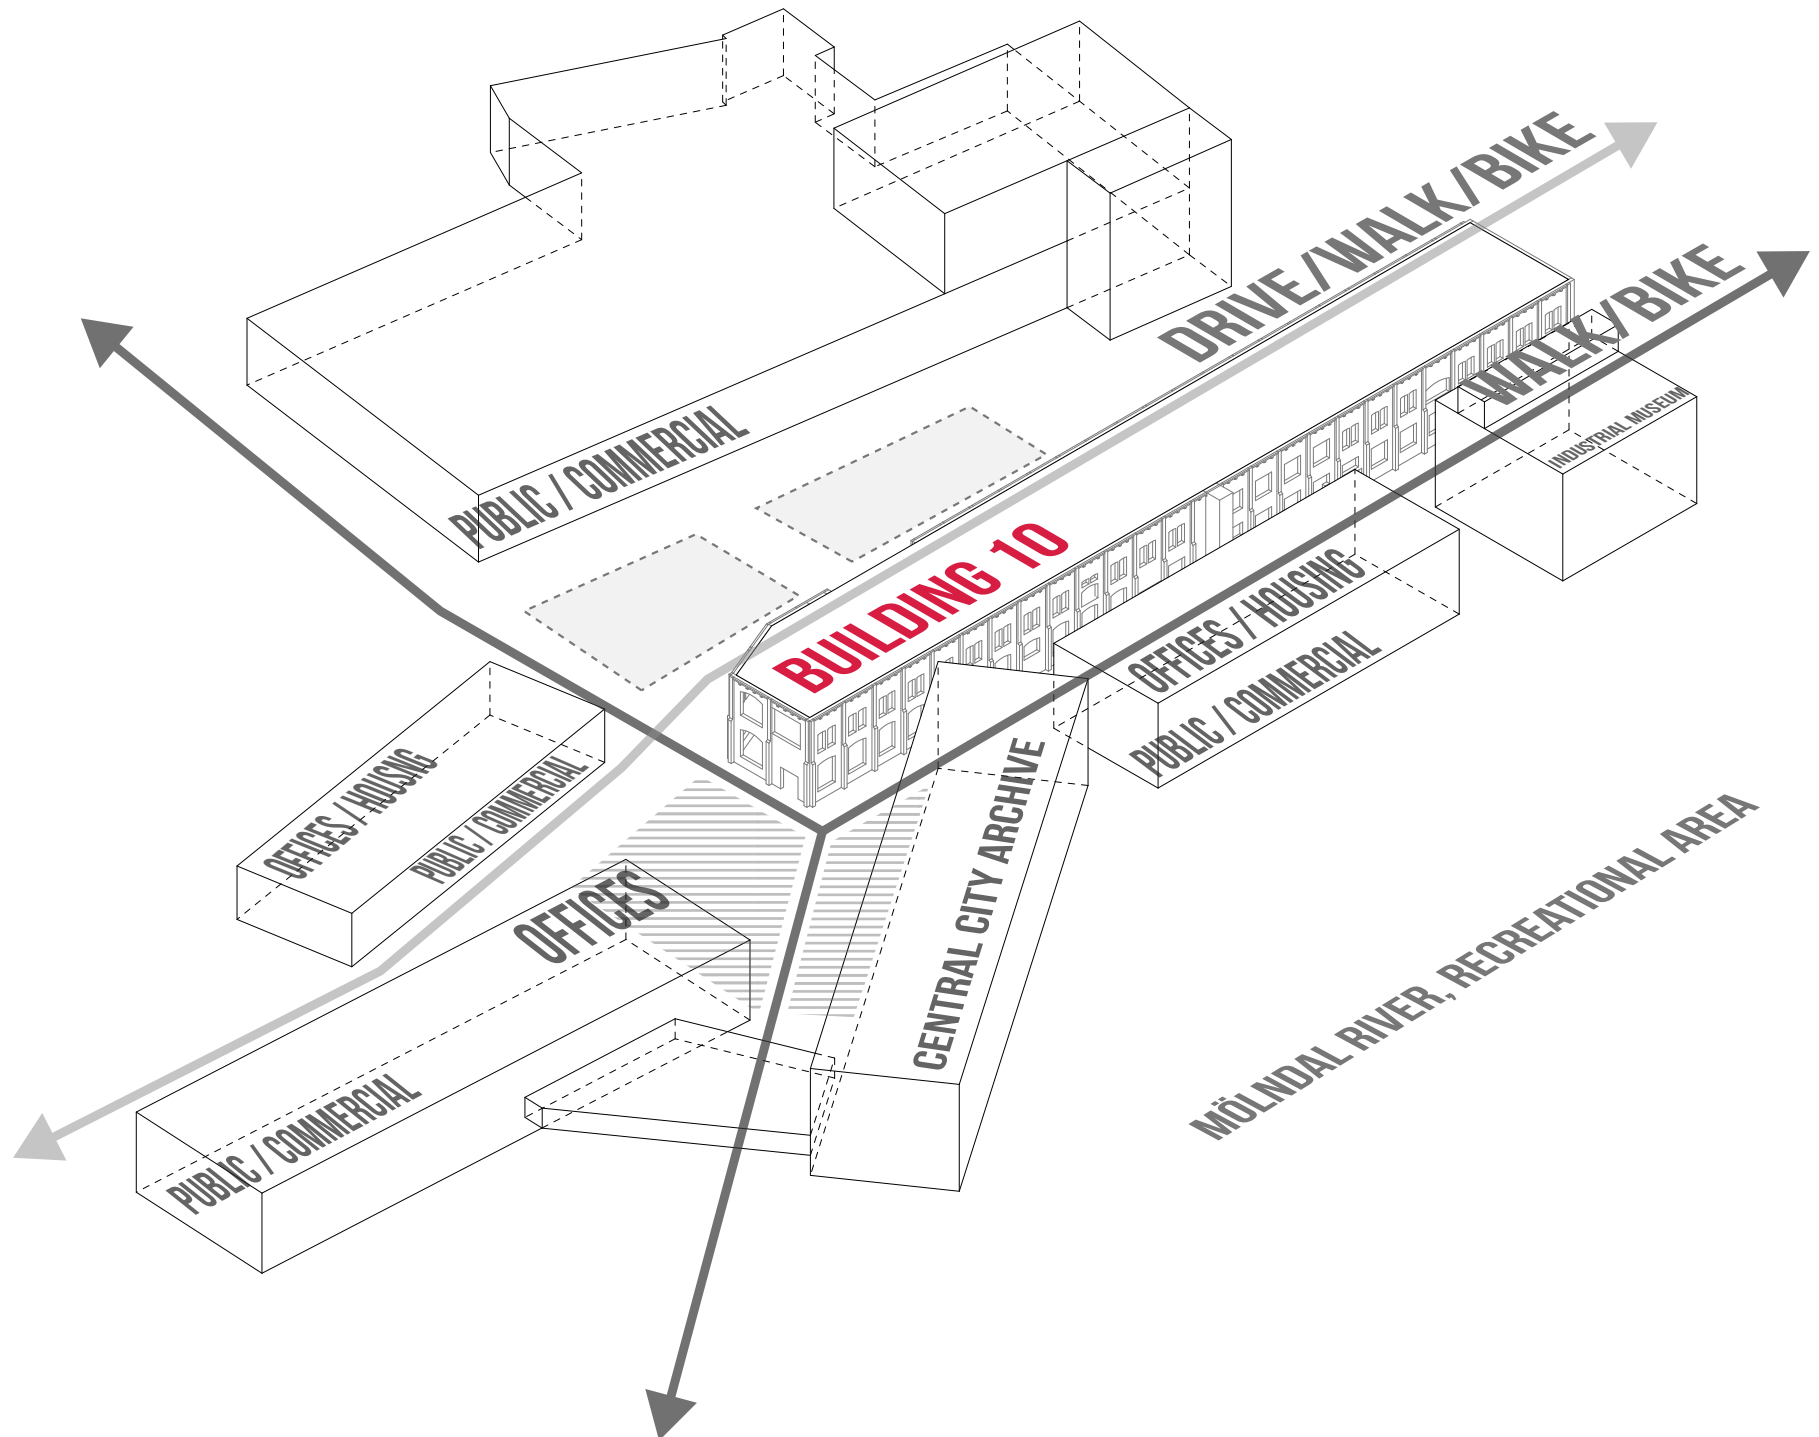 DRIVE/WALK/BIKE
WALK/BIKE
INDUSTRIAL MUSEUM
PUBLIC / COMMERCIAL
BUILDING 10
OFFICES / HOUSING
PUBLIC / COMMERCIAL
OFFICES / HOUSNG
PUBLIC / COMMERCIAL
CENTRAL CITY ARCHIVE
OFFICES
PUBLIC / COMMERCIAL
MÖLNDAL RIVER, RECREATIONAL AREA